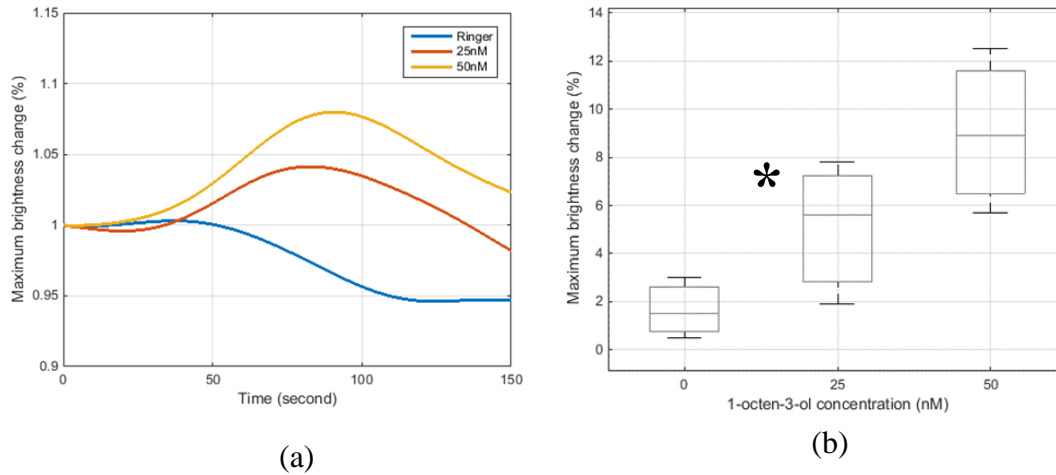 Maximum brightness change (%)
1.15
1.1
1.05
1
0.95
0.9
0
50
100
150
Time (second)
Ringer
25nM
50nM
(a)
Maximum brightness change (%)
14
12
10
8
6
4
2
0
*
0
25
50
1-octen-3-ol concentration (nM)
(b)